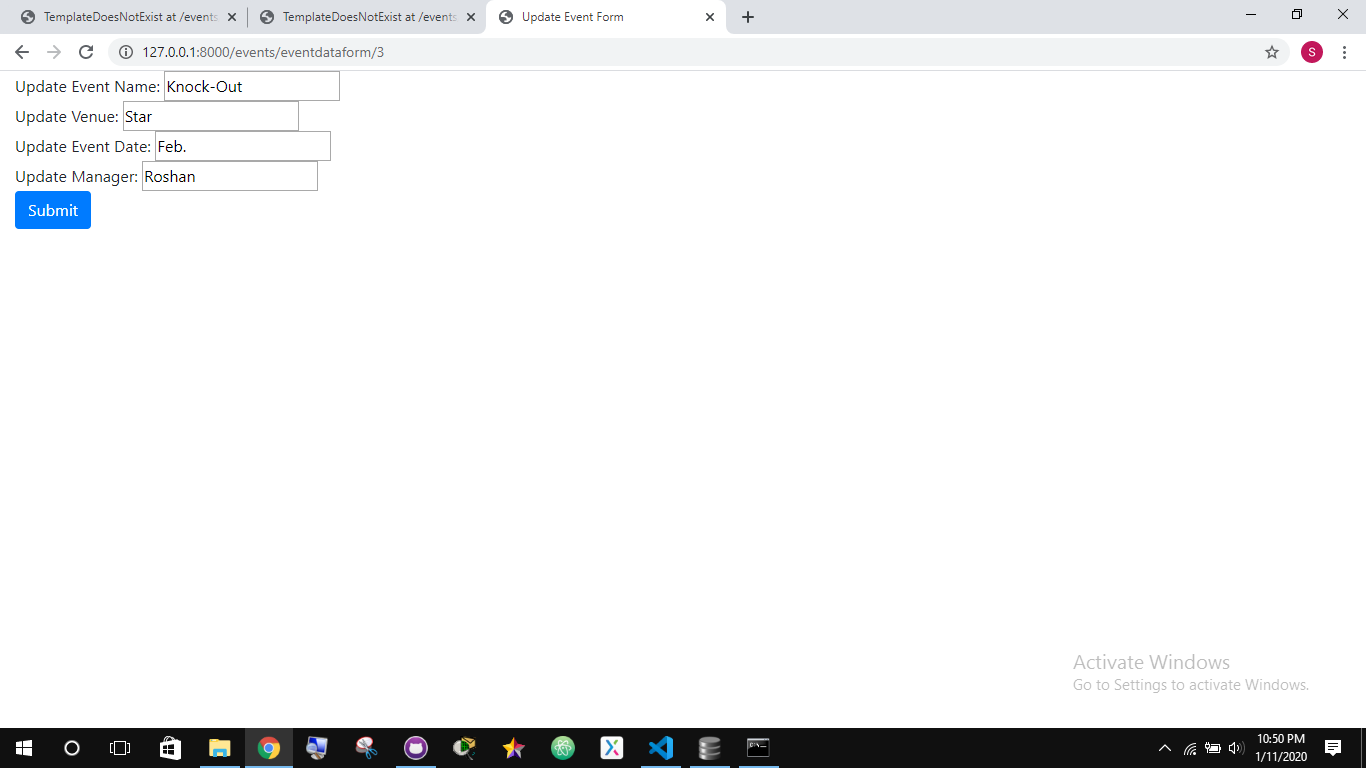 TemplateDoesNotExist at /events
TemplateDoesNotExist at /events
Update Event Form
127.0.0.1:8000/events/eventdataform/3
S
Update Event Name: Knock-Out
Update Venue: Star
Update Event Date: Feb.
Update Manager: Roshan
Submit
Activate Windows
Go to Settings to activate Windows.
10:50 PM
1/11/2020